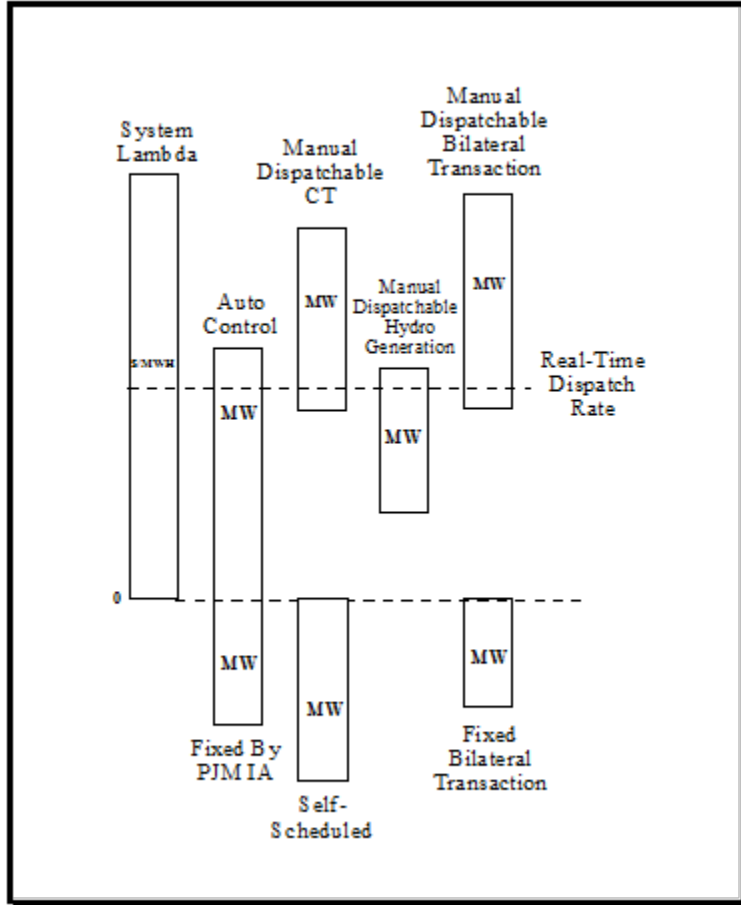 System
Lambda
Manual
Dispatchable
CT
Manual
Dispatchable
Bilateral
Transaction
Auto
Control
Manual
Dispatchable
Hydro
Generation
Real-Time
Dispatch
Rate
$/MWH
MW
MW
MW
MW
MW
MW
MW
0
Fixed By
PJM IA
Self-
Scheduled
Fixed
Bilateral
Transaction